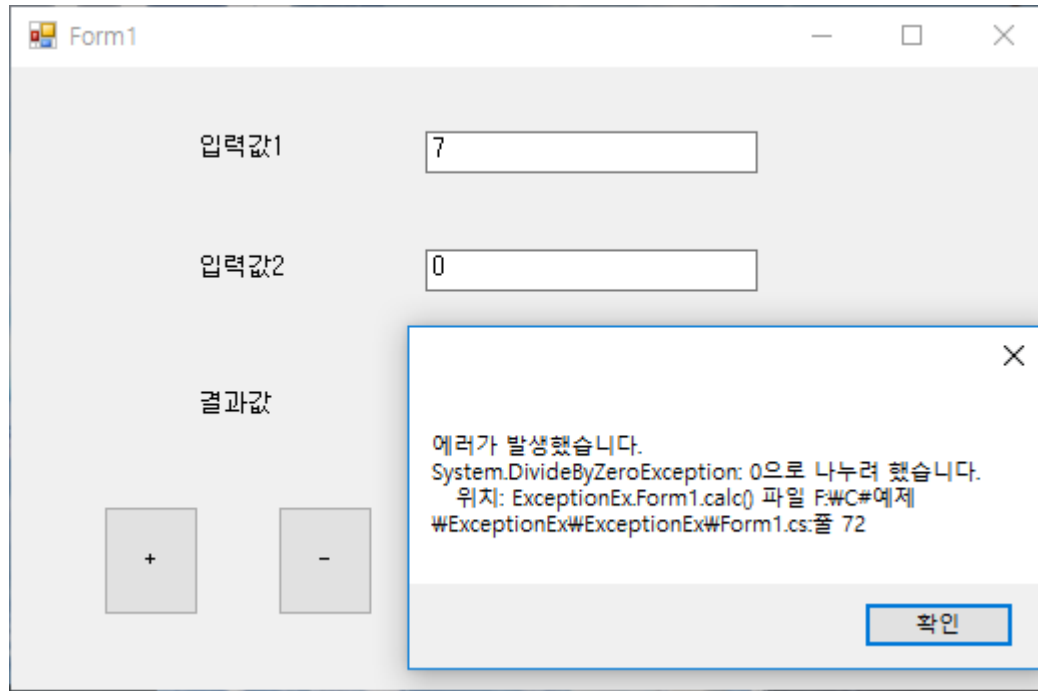 Form1
입력값1
7
입력값2
0
결과값
+
-
에러가 발생했습니다.
System.DivideByZeroException: 0으로 나누려 했습니다.
위치: ExceptionEx.Form1.calc() 파일 F:₩C#예제
₩ExceptionEx₩ExceptionEx₩Form1.cs:줄 72
확인